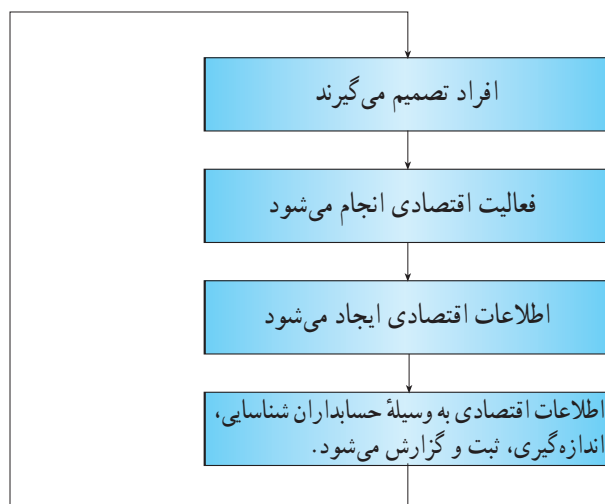 افراد تصمیم می‌گیرند
فعالیت اقتصادی انجام می‌شود
اطلاعات اقتصادی ایجاد می‌شود
اطلاعات اقتصادی به وسیلهٔ حسابداران شناسایی،
اندازه‌گیری، ثبت و گزارش می‌شود.